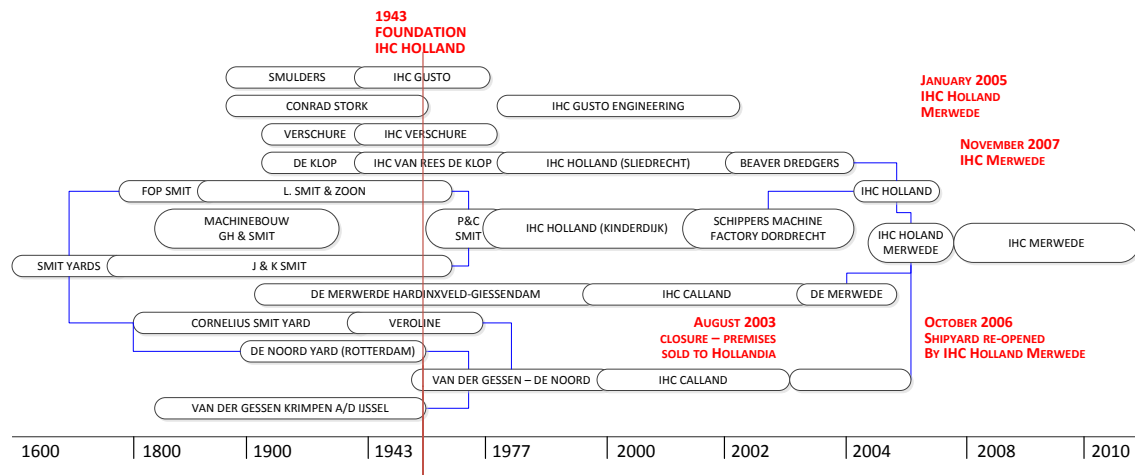 1943
FOUNDATION
IHC HOLLAND
SMULDERS
IHC GUSTO
JANUARY 2005
IHC HOLLAND
MERWEDE
CONRAD STORK
IHC GUSTO ENGINEERING
VERSCHURE
IHC VERSCHURE
NOVEMBER 2007
IHC MERWEDE
DE KLOP
IHC VAN REES DE KLOP
IHC HOLLAND (SLIEDRECHT)
BEAVER DREDGERS
FOP SMIT
L. SMIT & ZOON
IHC HOLLAND
MACHINEBOUW
GH & SMIT
P&C
SMIT
IHC HOLLAND (KINDERDIJK)
SCHIPPERS MACHINE
FACTORY DORDRECHT
IHC HOLAND
MERWEDE
IHC MERWEDE
SMIT YARDS
J & K SMIT
DE MERWERDE HARDINXVELD-GIESSENDAM
IHC CALLAND
DE MERWEDE
CORNELIUS SMIT YARD
VEROLINE
AUGUST 2003
CLOSURE – PREMISES
SOLD TO HOLLANDIA
OCTOBER 2006
SHIPYARD RE-OPENED
BY IHC HOLLAND MERWEDE
DE NOORD YARD (ROTTERDAM)
VAN DER GESSEN – DE NOORD
IHC CALLAND
VAN DER GESSEN KRIMPEN A/D IJSSEL
1600
1800
1900
1943
1977
2000
2002
2004
2008
2010